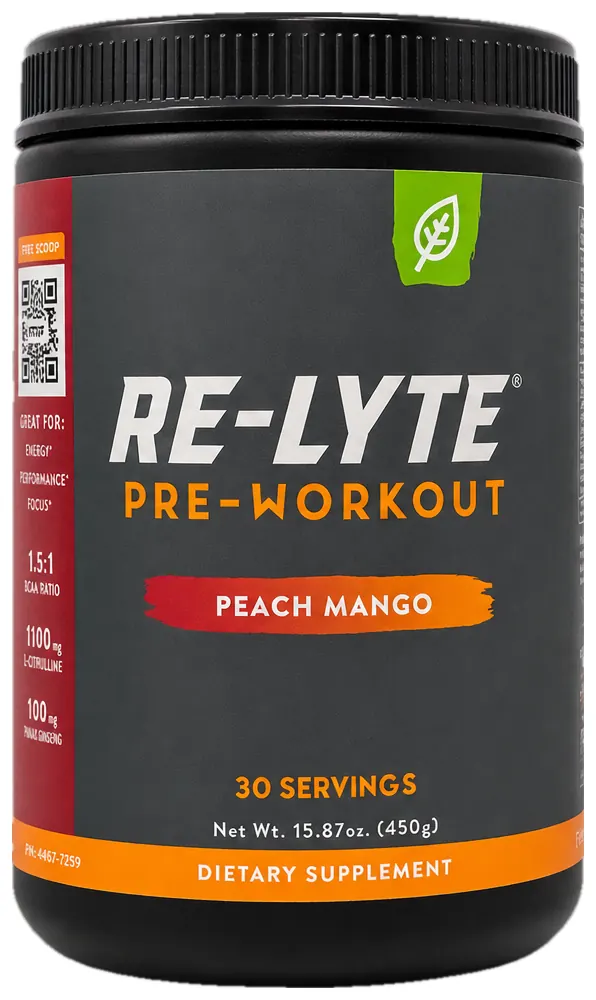 FREE SCOOP
GREAT FOR:
ENERGY*
PERFORMANCE*
FOCUS*
1.5:1
BCAA RATIO
1100mg
L-CITRULLINE
100mg
PANAX GINSENG
PN: 4467-7259
RE-LYTE®
PRE-WORKOUT
PEACH MANGO
30 SERVINGS
Net Wt. 15.87oz. (450g)
DIETARY SUPPLEMENT